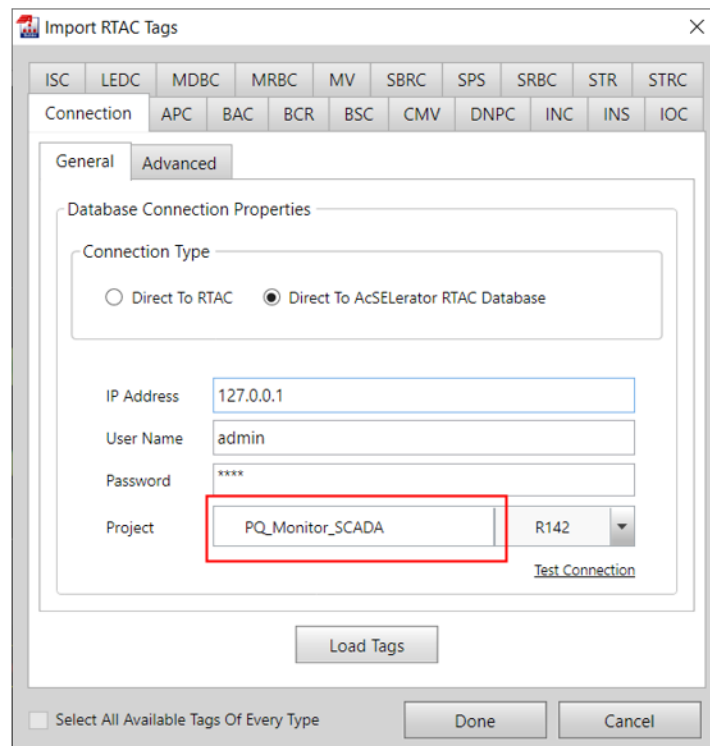 Import RTAC Tags
ISC LEDC MDBC MRBC MV SBRC SPS SRBC STR STRC
Connection APC BAC BCR BSC CMV DNPC INC INS IOC
General Advanced
Database Connection Properties
Connection Type
Direct To RTAC Direct To AcSELerator RTAC Database
IP Address 127.0.0.1
User Name admin
Password ****
Project PQ_Monitor_SCADA R142
Test Connection
Load Tags
Select All Available Tags Of Every Type Done Cancel